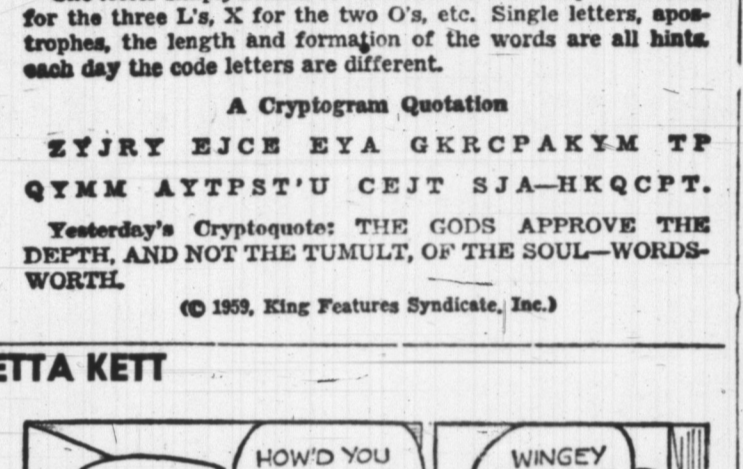 for the three L's, X for the two O's, etc. Single letters, apos-
trophes, the length and formation of the words are all hints.
each day the code letters are different.
A Cryptogram Quotation
ZYJRY EJCE EYA GKRCPAKYM TP
QYMM AYTPST'U CEJT SJA—HKQCPT.
Yesterday's Cryptoquote: THE GODS APPROVE THE
DEPTH, AND NOT THE TUMULT, OF THE SOUL—WORDS-
WORTH.
(© 1959, King Features Syndicate, Inc.)
ETTA KETT
HOW'D YOU
WINGEY